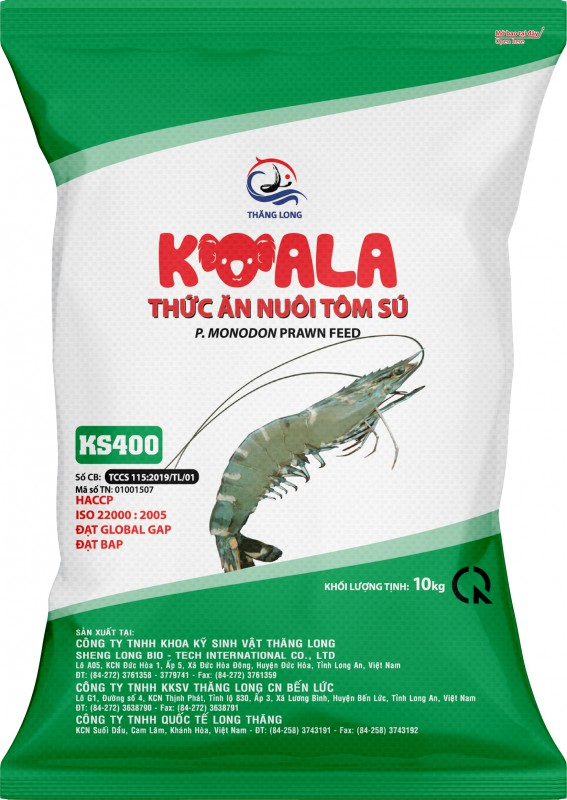 Mở bao tại đây
Open here
THĂNG LONG
KOALA
THỨC ĂN NUÔI TÔM SÚ
P. MONODON PRAWN FEED
KS400
Số CB: TCCS 115:2019/TL/01
Mã số TN: 01001507
HACCP
ISO 22000 : 2005
ĐẠT GLOBAL GAP
ĐẠT BAP
KHỐI LƯỢNG TỊNH: 10kg
SẢN XUẤT TẠI:
CÔNG TY TNHH KHOA KỸ SINH VẬT THĂNG LONG
SHENG LONG BIO - TECH INTERNATIONAL CO., LTD
Lô A05, KCN Đức Hòa 1, Ấp 5, Xã Đức Hòa Đông, Huyện Đức Hòa, Tỉnh Long An, Việt Nam
ĐT: (84-272) 3761358 - 3779741 - Fax: (84-272) 3761359
CÔNG TY TNHH KKSV THĂNG LONG CN BẾN LỨC
Lô G1, Đường số 4, KCN Thịnh Phát, Tỉnh lộ 830, Ấp 3, Xã Lương Bình, Huyện Bến Lức, Tỉnh Long An, Việt Nam
ĐT: (84-272) 3638790 - Fax: (84-272) 3638791
CÔNG TY TNHH QUỐC TẾ LONG THĂNG
KCN Suối Dầu, Cam Lâm, Khánh Hòa, Việt Nam - ĐT: (84-258) 3743191 - Fax: (84-258) 3743192